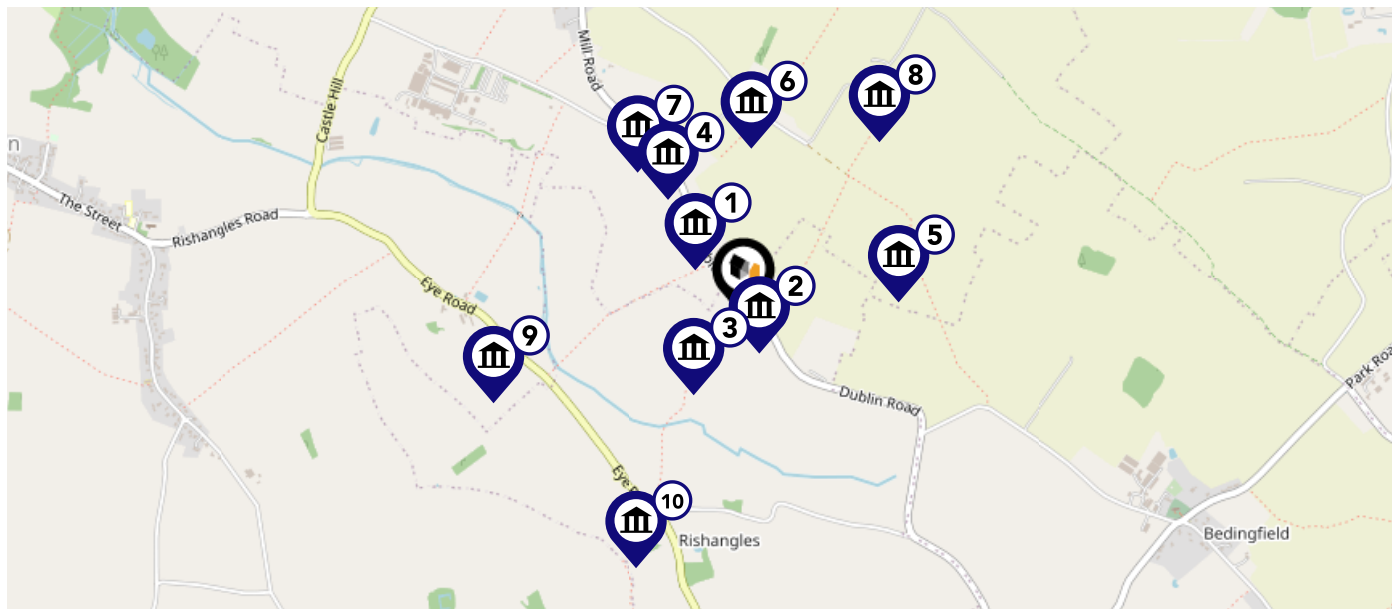 Mill Road
Castle Hill
n
The Street
Rishangles Road
Eye Road
Dublin Road
Park Roa
Eye R
Rishangles
Bedingfield
7
6
8
4
1
5
2
3
9
10